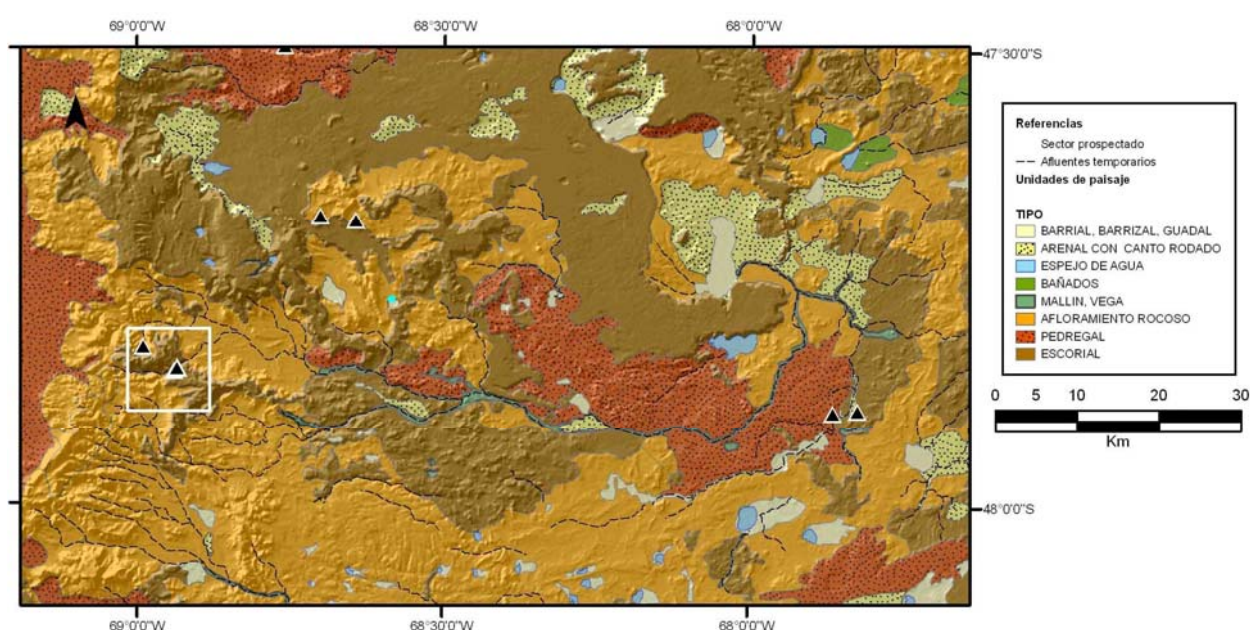 69°0'0"W 68°30'0"W 68°0'0"W
47°30'0"S
Referencias
Sector prospectado
Afluentes temporarios
Unidades de paisaje
TIPO
BARRIAL, BARRIZAL, GUADAL
ARENAL CON CANTO RODADO
ESPEJO DE AGUA
BAÑADOS
MALLIN, VEGA
AFLORAMIENTO ROCOSO
PEDREGAL
ESCORIAL
0 5 10 20 30
Km
48°0'0"S
69°0'0"W 68°30'0"W 68°0'0"W